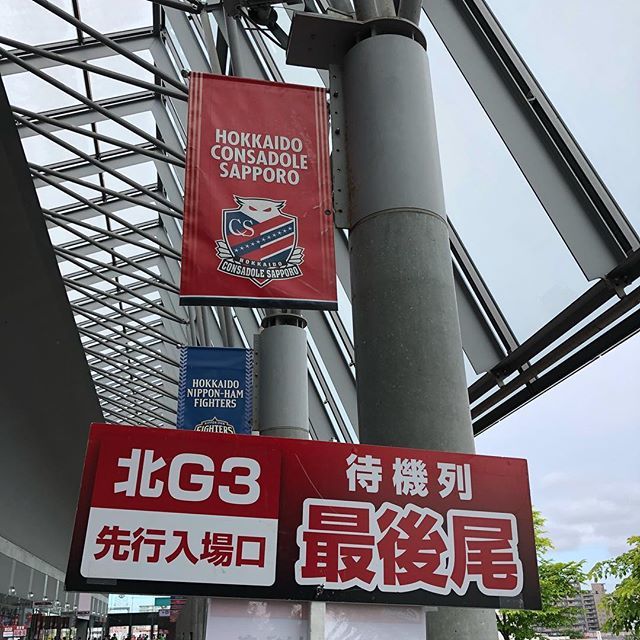 HOKKAIDO
CONSADOLE
SAPPORO
CS
HOKKAIDO
CONSADOLE SAPPORO
HOKKAIDO
NIPPON-HAM
FIGHTERS
FIGHTERS
北G3
先行入場口
待機列
最後尾